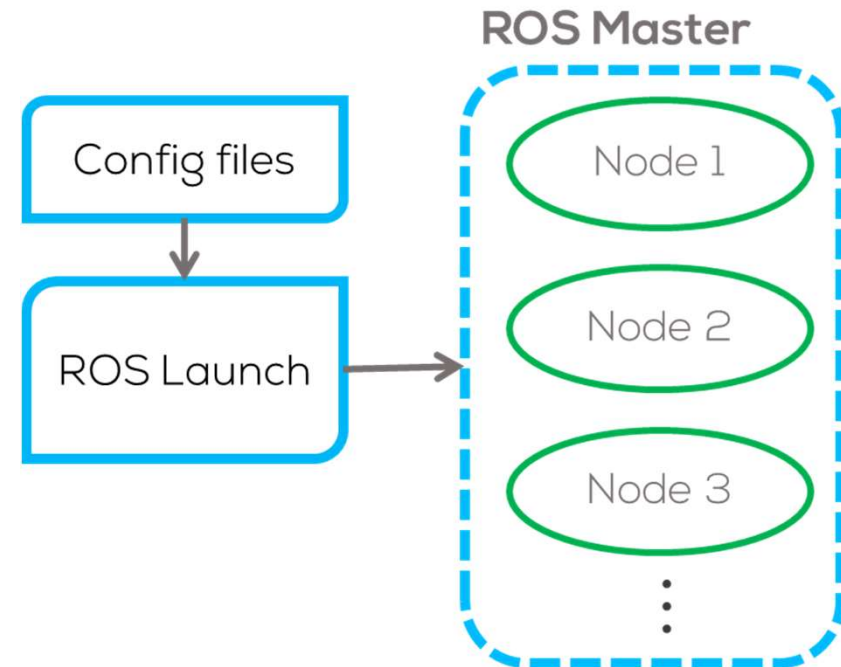 ROS Master
Config files
Node 1
Node 2
ROS Launch
Node 3